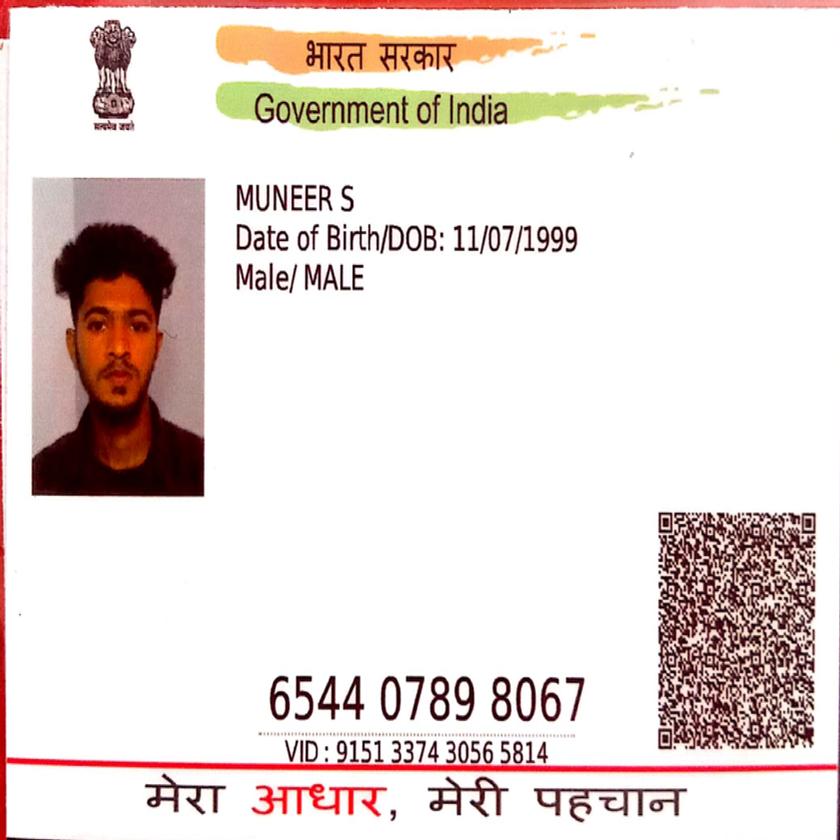 भारत सरकार
Government of India
सत्यमेव जयते
MUNEER S
Date of Birth/DOB: 11/07/1999
Male/ MALE
6544 0789 8067
VID : 9151 3374 3056 5814
मेरा आधार, मेरी पहचान